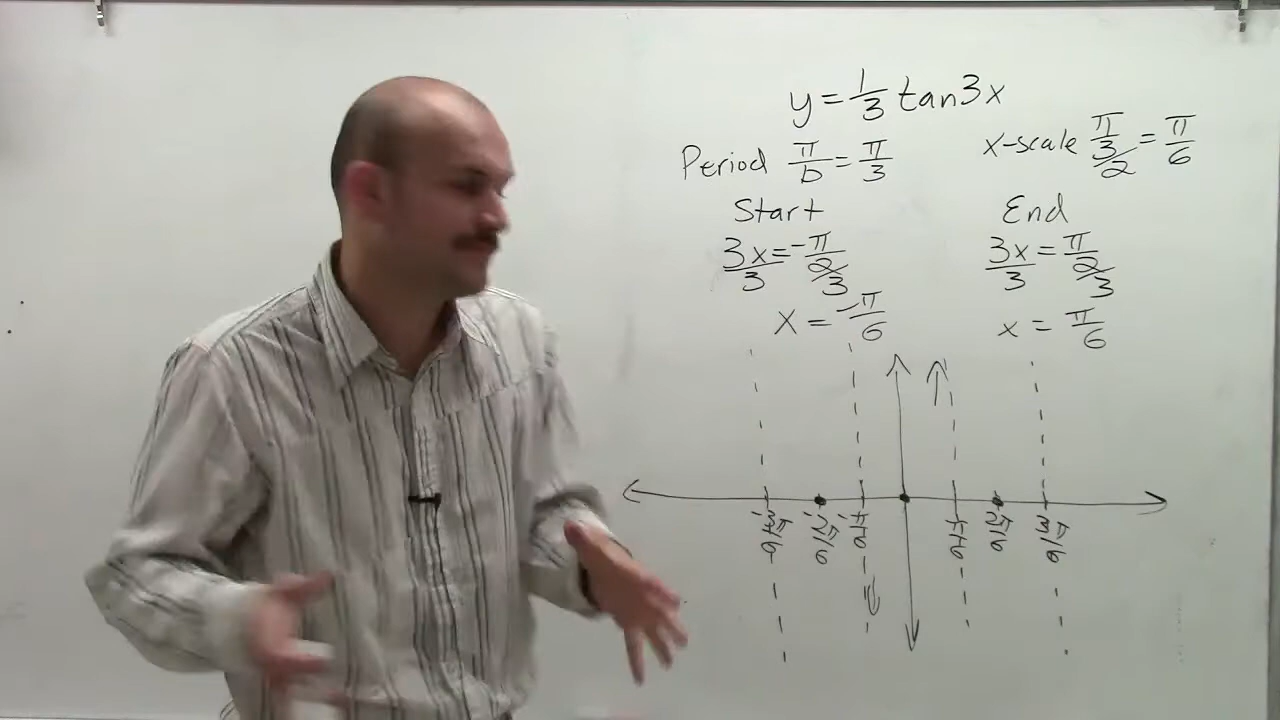 y = 1/3 tan3x
Period π/b = π/3
x-scale π/3/2 = π/6
Start
3x/3 = -π/2/3
x = -π/6
End
3x/3 = π/2/3
x = π/6
-3π/6 -2π/6 -π/6 π/6 2π/6 3π/6